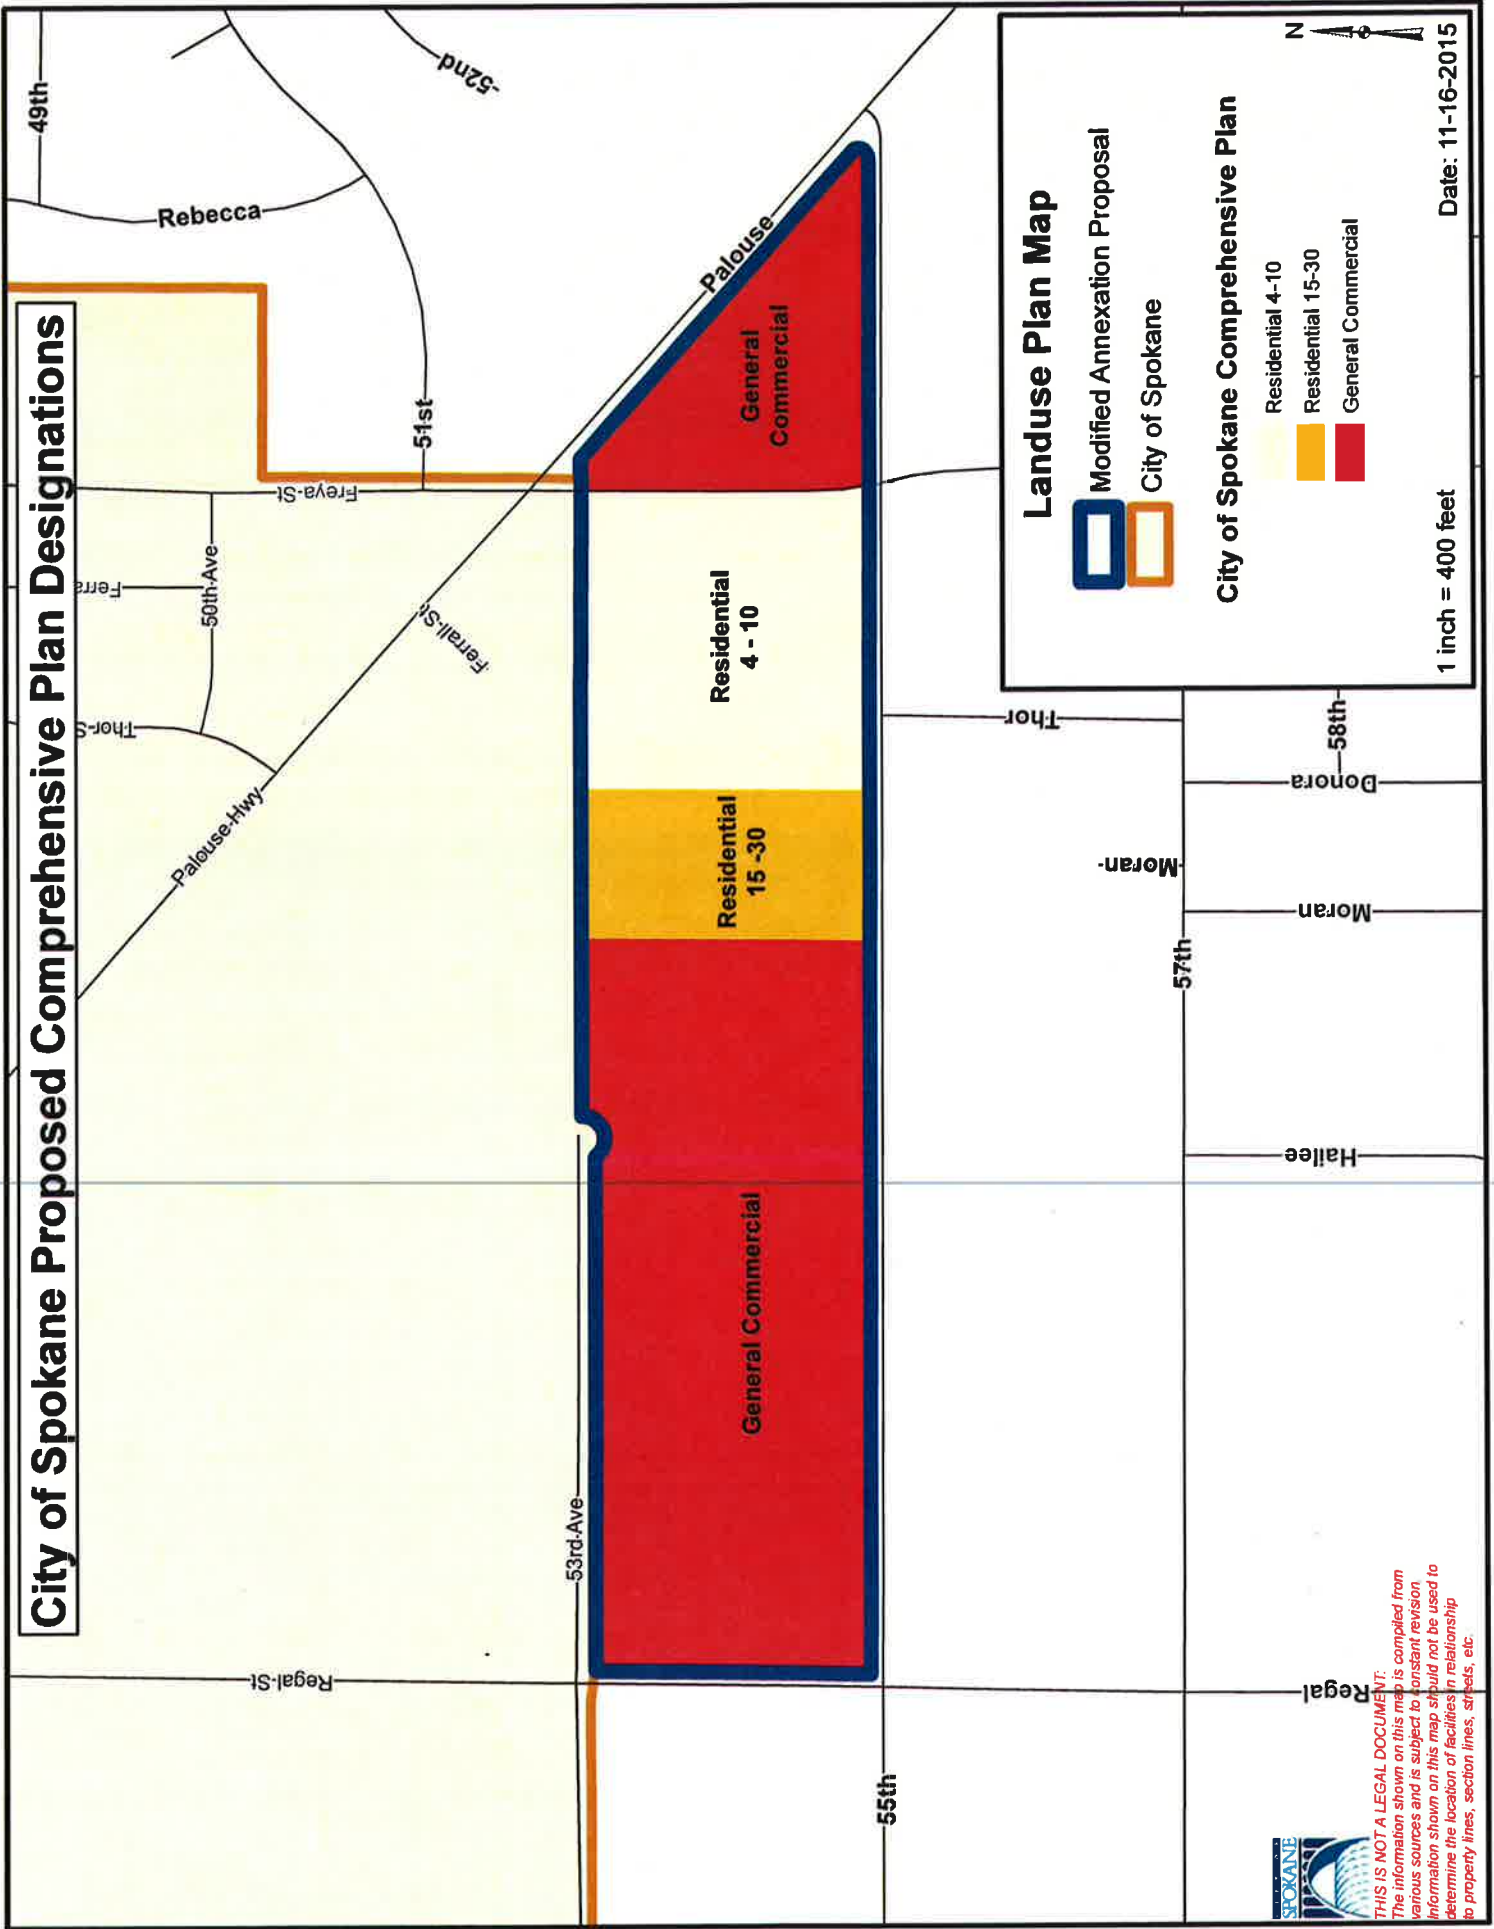 City of Spokane Proposed Comprehensive Plan Designations
49th
52nd
Rebecca
51st
Freya St
Ferra
50th Ave
Thor S
Ferrall St
Palouse Hwy
Palouse
53rd Ave
Regal St
General
Commercial
Residential
4 - 10
Residential
15 -30
General Commercial
55th
Thor
Moran
57th
58th
Donora
Moran
Hailee
Regal
Landuse Plan Map
Modified Annexation Proposal
City of Spokane
City of Spokane Comprehensive Plan
Residential 4-10
Residential 15-30
General Commercial
N
1 inch = 400 feet
Date: 11-16-2015
SPOKANE
THIS IS NOT A LEGAL DOCUMENT:
The information shown on this map is compiled from
various sources and is subject to constant revision.
Information shown on this map should not be used to
determine the location of facilities in relationship
to property lines, section lines, streets, etc.